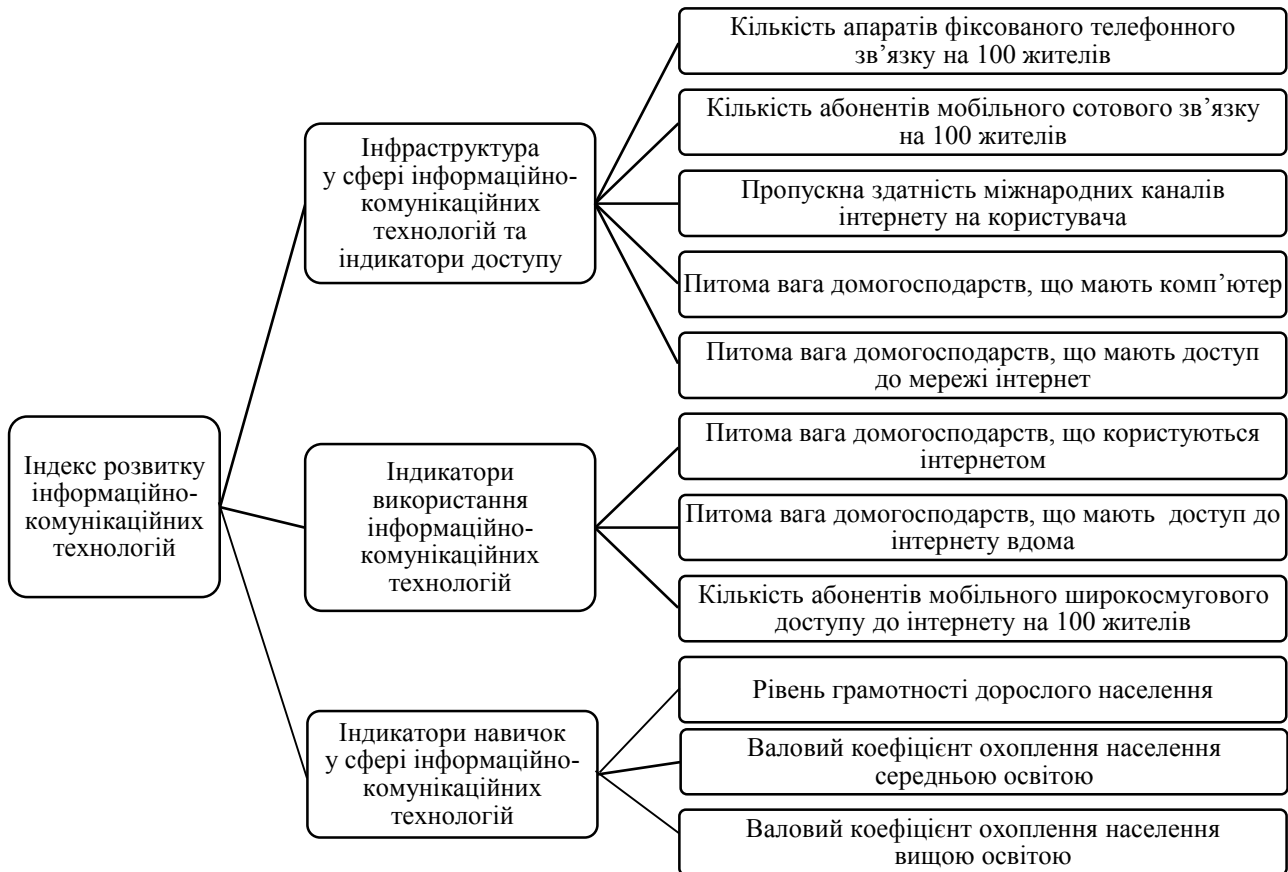 Індекс розвитку
інформаційно-
комунікаційних
технологій
Інфраструктура
у сфері інформаційно-
комунікаційних
технологій та
індикатори доступу
Кількість апаратів фіксованого телефонного
зв’язку на 100 жителів
Кількість абонентів мобільного сотового зв’язку
на 100 жителів
Пропускна здатність міжнародних каналів
інтернету на користувача
Питома вага домогосподарств, що мають комп’ютер
Питома вага домогосподарств, що мають доступ
до мережі інтернет
Індикатори
використання
інформаційно-
комунікаційних
технологій
Питома вага домогосподарств, що користуються
інтернетом
Питома вага домогосподарств, що мають  доступ до
інтернету вдома
Кількість абонентів мобільного широкосмугового
доступу до інтернету на 100 жителів
Індикатори навичок
у сфері інформаційно-
комунікаційних
технологій
Рівень грамотності дорослого населення
Валовий коефіцієнт охоплення населення
середньою освітою
Валовий коефіцієнт охоплення населення
вищою освітою